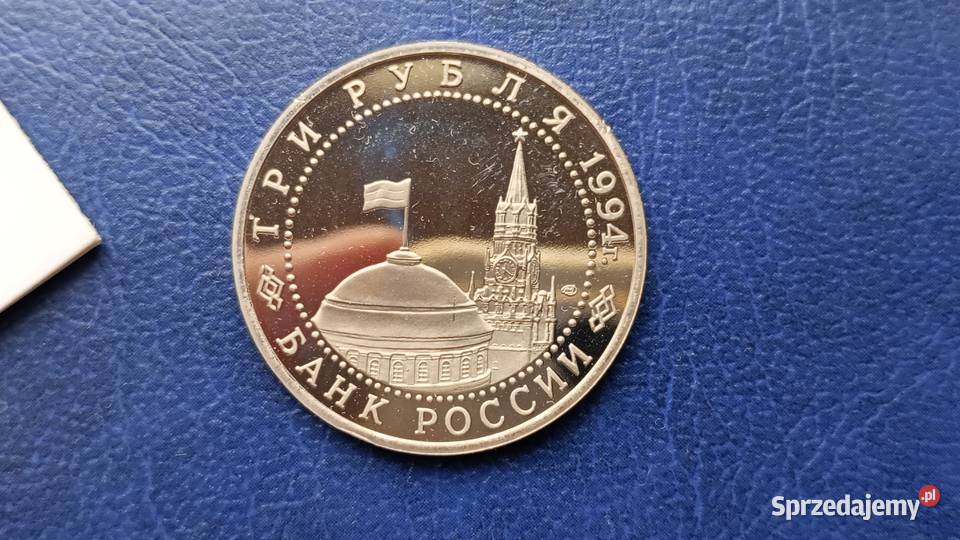 ТРИ РУБЛЯ 1994г.
БАНК РОССИИ
Sprzedajemy.pl